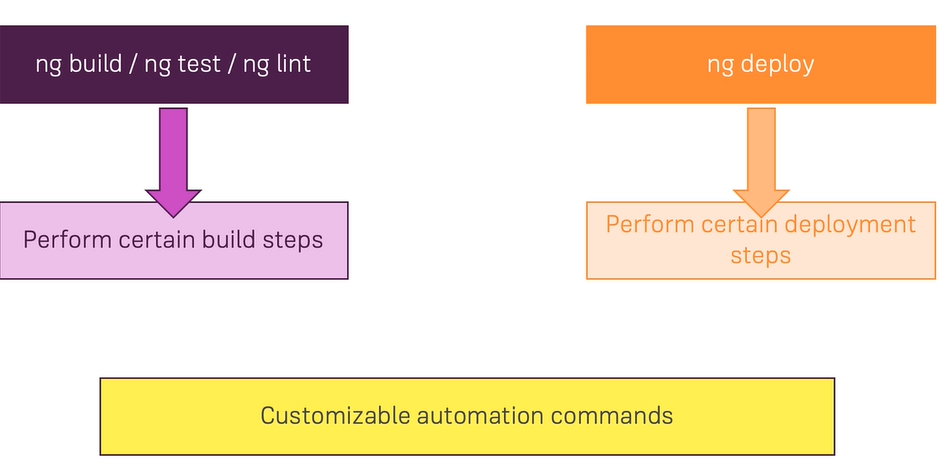 ng build / ng test / ng lint
ng deploy
Perform certain build steps
Perform certain deployment
steps
Customizable automation commands